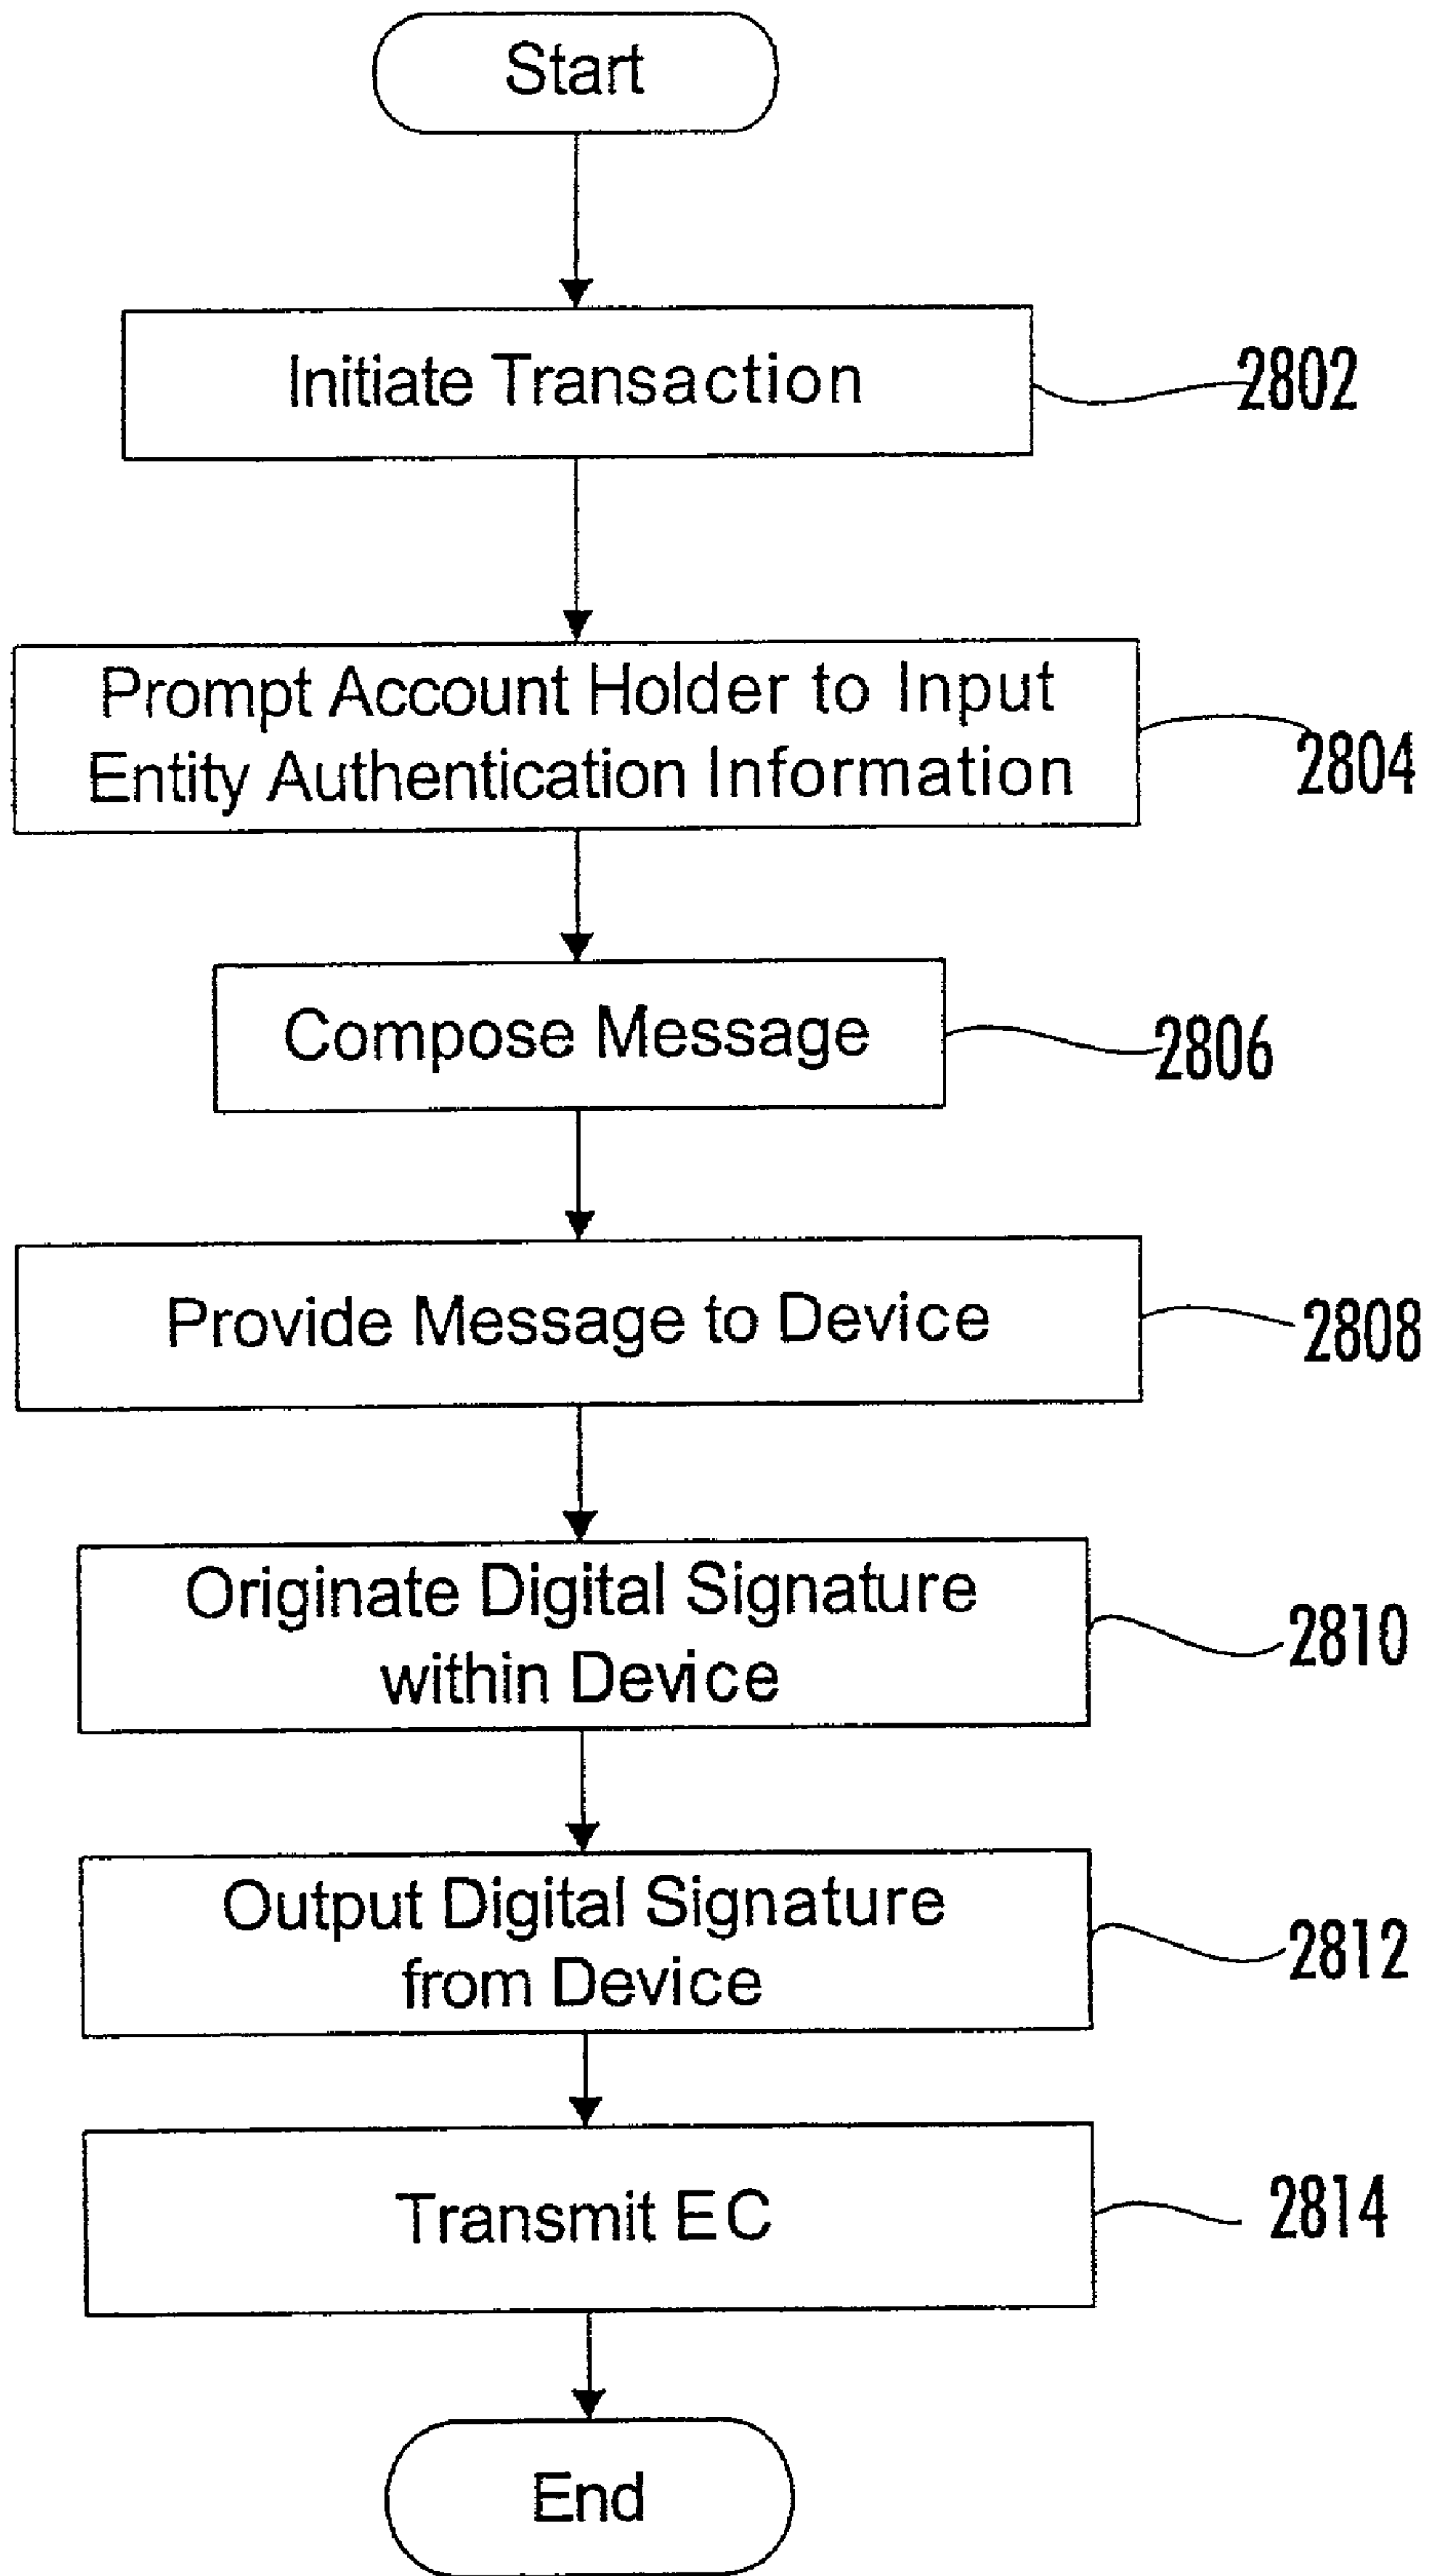 Start
Initiate Transaction
2802
Prompt Account Holder to Input
Entity Authentication Information
2804
Compose Message
2806
Provide Message to Device
2808
Originate Digital Signature
within Device
2810
Output Digital Signature
from Device
2812
Transmit EC
2814
End